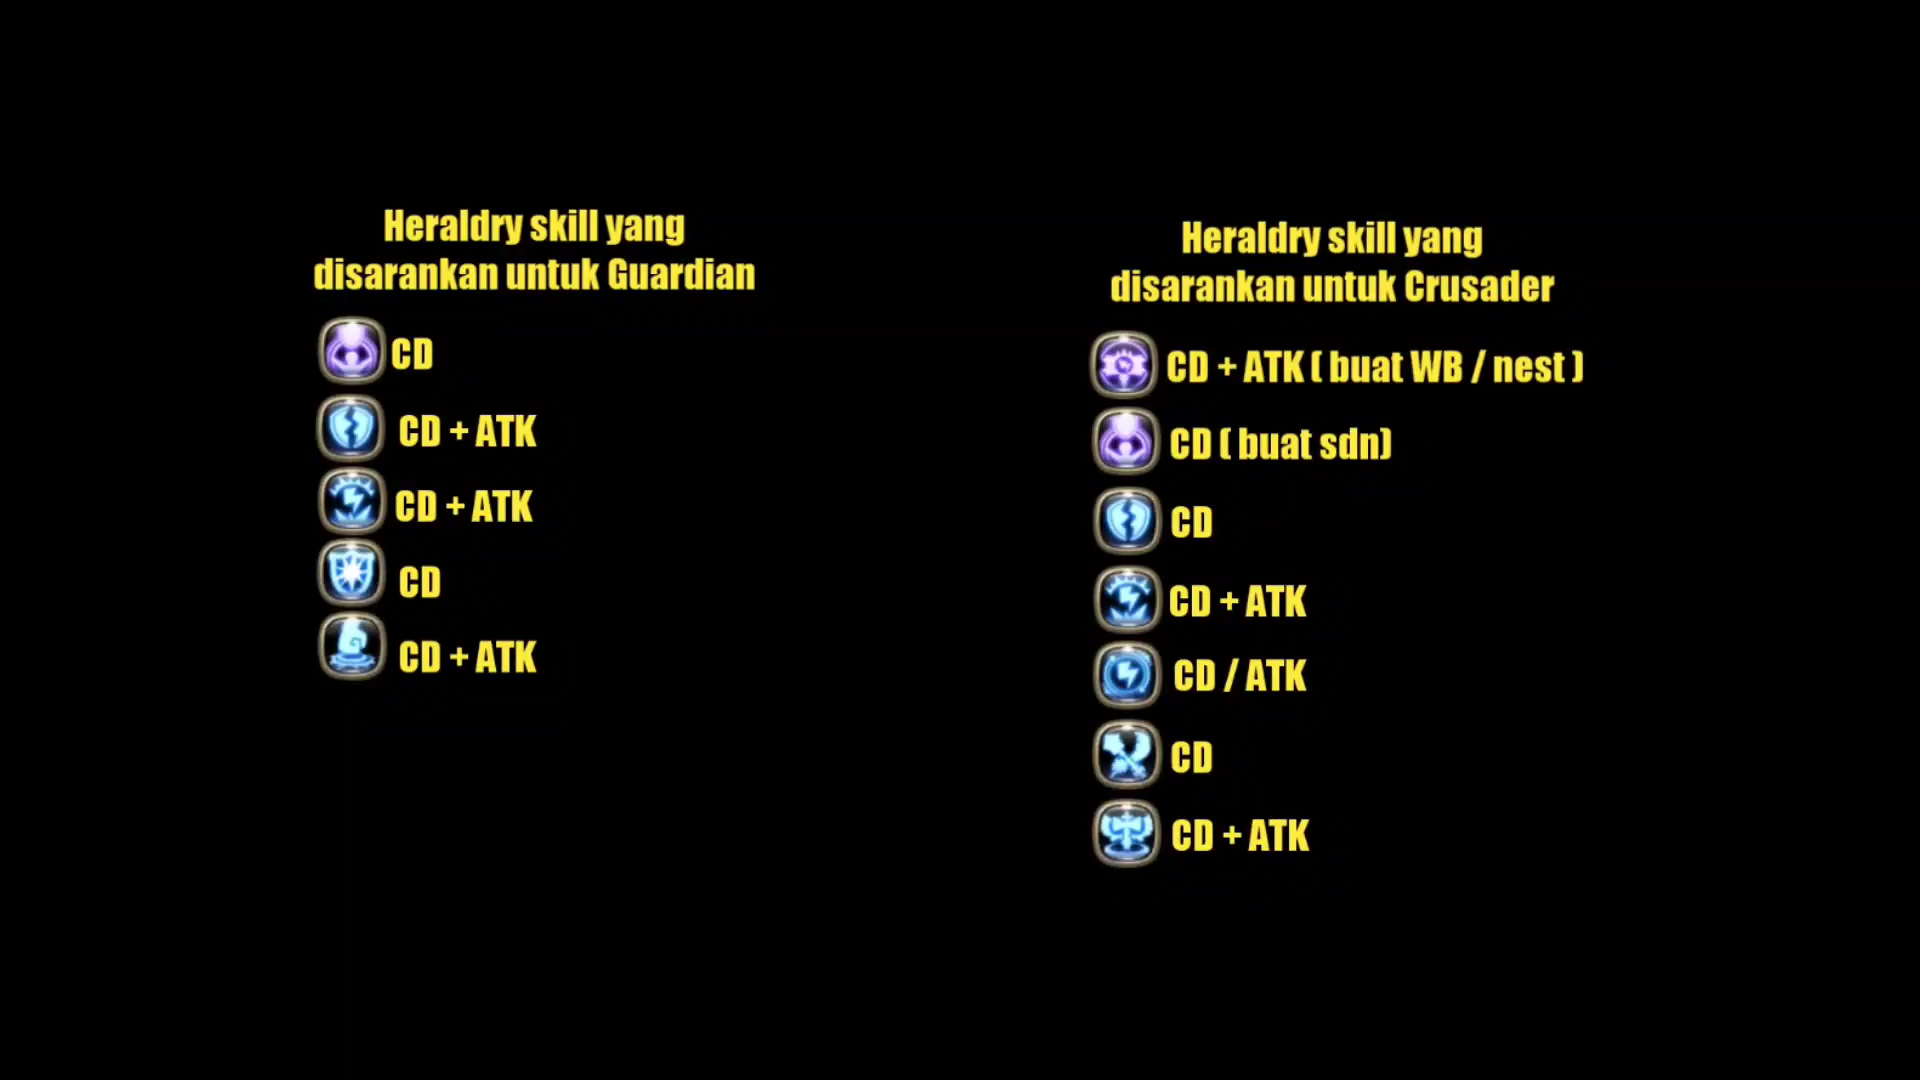 Heraldry skill yang
disarankan untuk Guardian
CD
CD + ATK
CD + ATK
CD
CD + ATK
Heraldry skill yang
disarankan untuk Crusader
CD + ATK ( buat WB / nest )
CD ( buat sdn)
CD
CD + ATK
CD / ATK
CD
CD + ATK